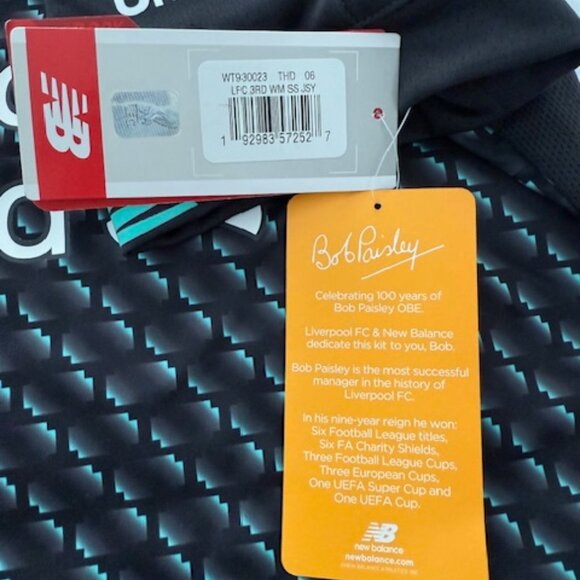 WT930023 THD 06
LFC 3RD WM SS JSY
1 92983 57252 7
Bob Paisley
Celebrating 100 years of
Bob Paisley OBE.
Liverpool FC & New Balance
dedicate this kit to you, Bob.
Bob Paisley is the most successful
manager in the history of
Liverpool FC.
In his nine-year reign he won:
Six Football League titles,
Six FA Charity Shields,
Three Football League Cups,
Three European Cups,
One UEFA Super Cup and
One UEFA Cup.
new balance
newbalance.com